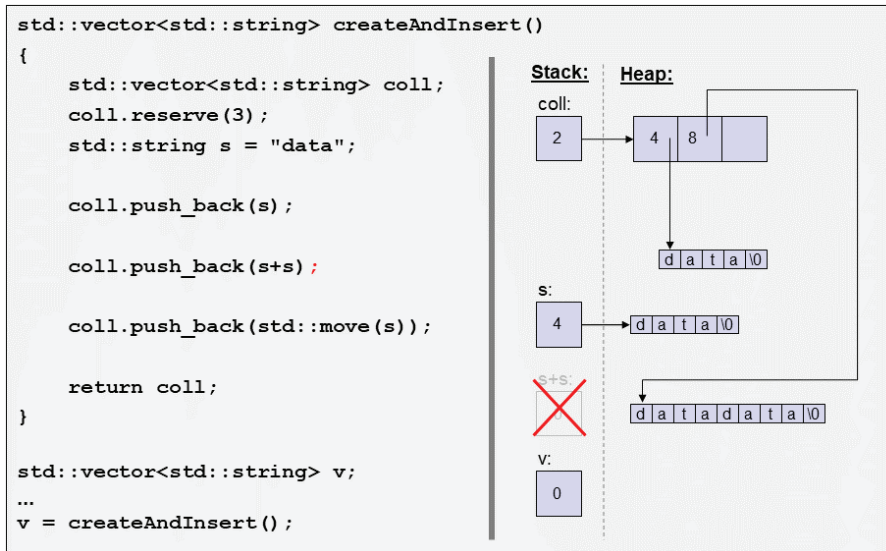 std::vector<std::string> createAndInsert()
{
std::vector<std::string> coll;
coll.reserve(3);
std::string s = "data";
coll.push_back(s);
coll.push_back(s+s);
coll.push_back(std::move(s));
return coll;
}
std::vector<std::string> v;
...
v = createAndInsert();
Stack: Heap:
coll:
2 4 8
d a t a \0
s:
4 d a t a \0
s+s:
d a t a d a t a \0
v:
0